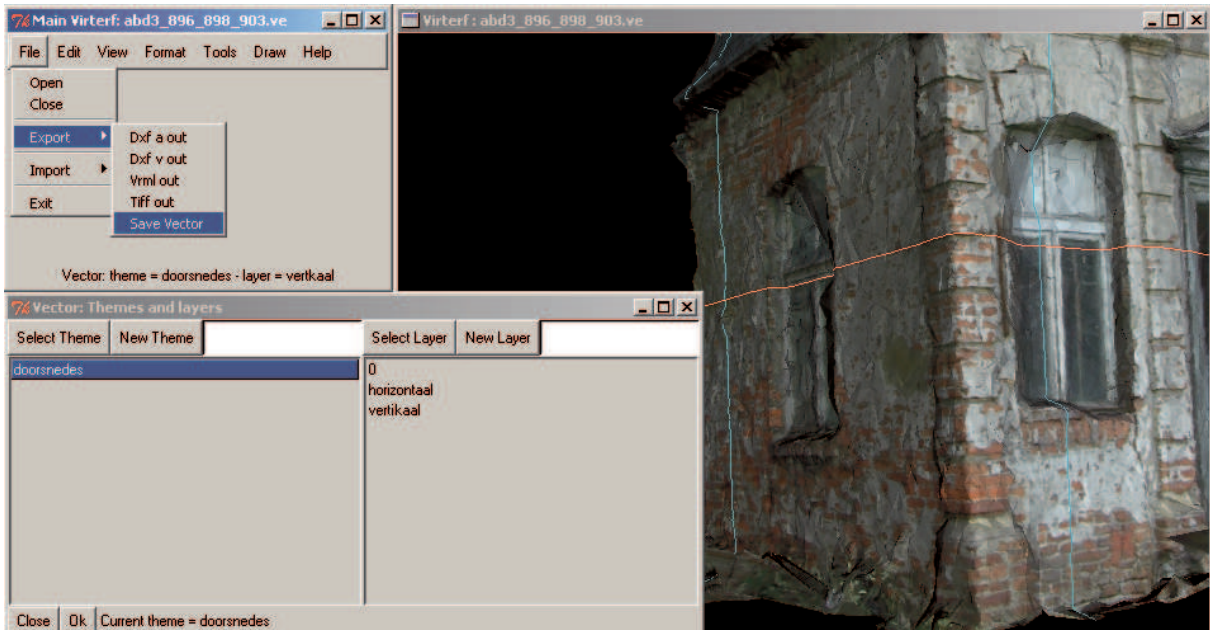 Main Virterf: abd3_896_898_903.ve
File Edit View Format Tools Draw Help
Open
Close
Export
Import
Exit
Dxf a out
Dxf v out
Vrml out
Tiff out
Save Vector
Vector: theme = doorsnedes - layer = vertkaal
Virterf : abd3_896_898_903.ve
Vector: Themes and layers
Select Theme New Theme
Select Layer New Layer
doorsnedes
0
horizontaal
vertikaal
Close Ok Current theme = doorsnedes